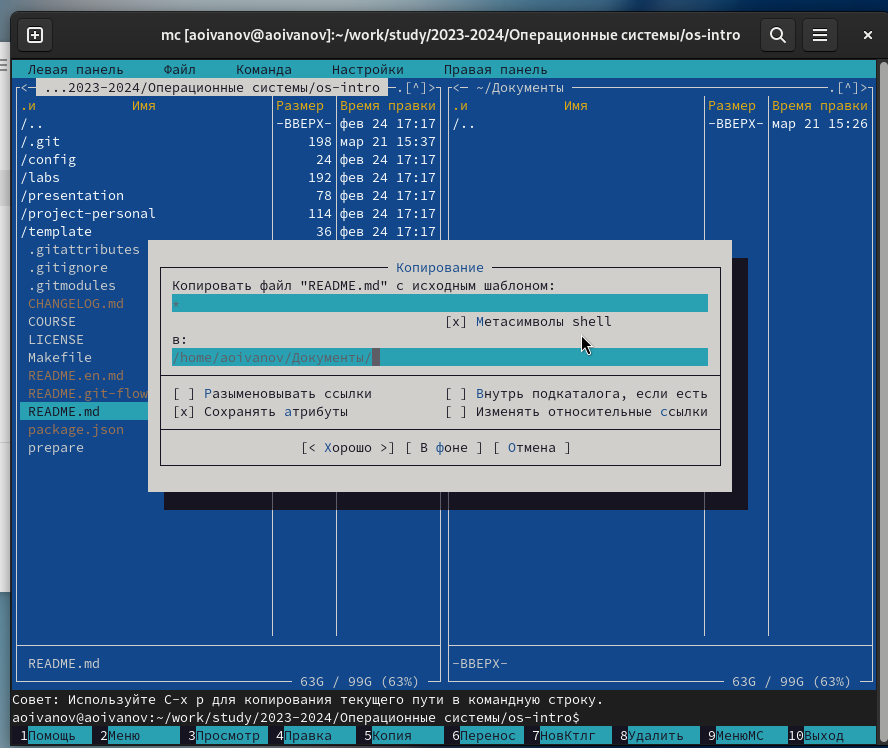 mc [aoivanov@aoivanov]:~/work/study/2023-2024/Операционные системы/os-intro
Левая панель Файл Команда Настройки Правая панель
<─ ...2023-2024/Операционные системы/os-intro ─.[^]>
.и Имя Размер Время правки
/.. -ВВЕРХ- фев 24 17:17
/.git 198 мар 21 15:37
/config 24 фев 24 17:17
/labs 192 фев 24 17:17
/presentation 78 фев 24 17:17
/project-personal 114 фев 24 17:17
/template 36 фев 24 17:17
.gitattributes
.gitignore
.gitmodules
CHANGELOG.md
COURSE
LICENSE
Makefile
README.en.md
README.git-flow
README.md
package.json
prepare
README.md
63G / 99G (63%)
<─ ~/Документы ─.[^]>
.и Имя Размер Время правки
/.. -ВВЕРХ- мар 21 15:26
-ВВЕРХ-
63G / 99G (63%)
Копирование
Копировать файл "README.md" с исходным шаблоном:
*
[x] Метасимволы shell
в:
/home/aoivanov/Документы/
[ ] Разыменовывать ссылки [ ] Внутрь подкаталога, если есть
[x] Сохранять атрибуты [ ] Изменять относительные ссылки
[< Хорошо >] [ В фоне ] [ Отмена ]
Совет: Используйте C-x p для копирования текущего пути в командную строку.
aoivanov@aoivanov:~/work/study/2023-2024/Операционные системы/os-intro$
1Помощь 2Меню 3Просмотр 4Правка 5Копия 6Перенос 7НовКтлг 8Удалить 9МенюMC 10Выход